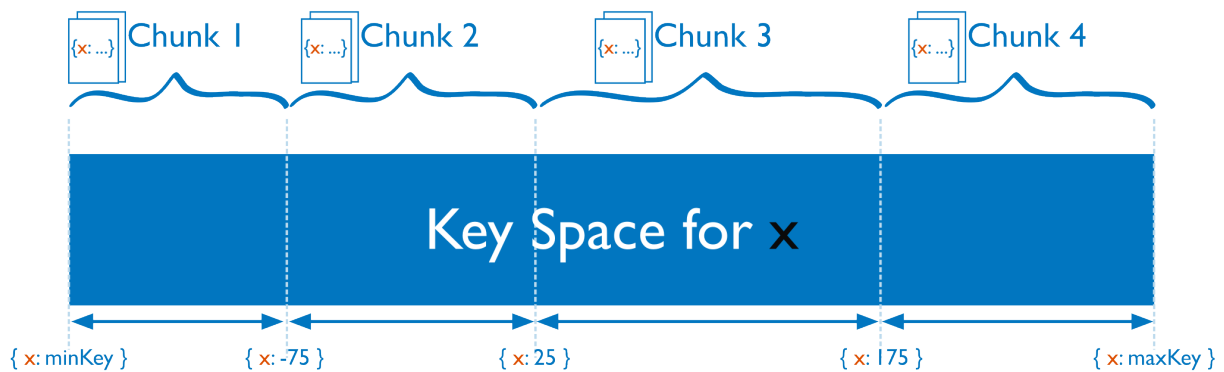 {x: ...} Chunk 1 {x: ...} Chunk 2 {x: ...} Chunk 3 {x: ...} Chunk 4
Key Space for x
{ x: minKey } { x: -75 } { x: 25 } { x: 175 } { x: maxKey }